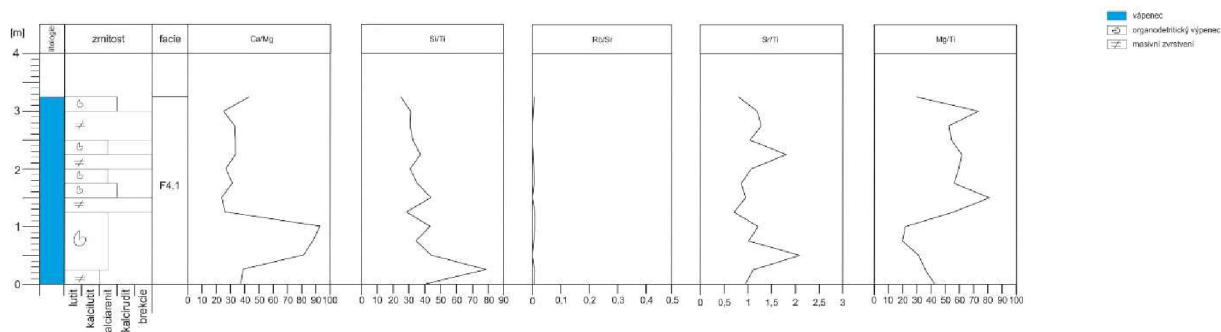 [m]
litologie
zrnitost
facie
Ca/Mg
Si/Ti
Rb/Sr
Sr/Ti
Mg/Ti
vápenec
organodetritický výpenec
masivní zvrstvení
4
3
2
1
0
F4.1
lutit
kalcilutit
alciarienit
kalcirudit
brekcie
0 10 20 30 40 50 60 70 80 90 100
0 10 20 30 40 50 60 70 80 90
0 0,1 0,2 0,3 0,4 0,5
0 0,5 1 1,5 2 2,5 3
0 10 20 30 40 50 60 70 80 90 100